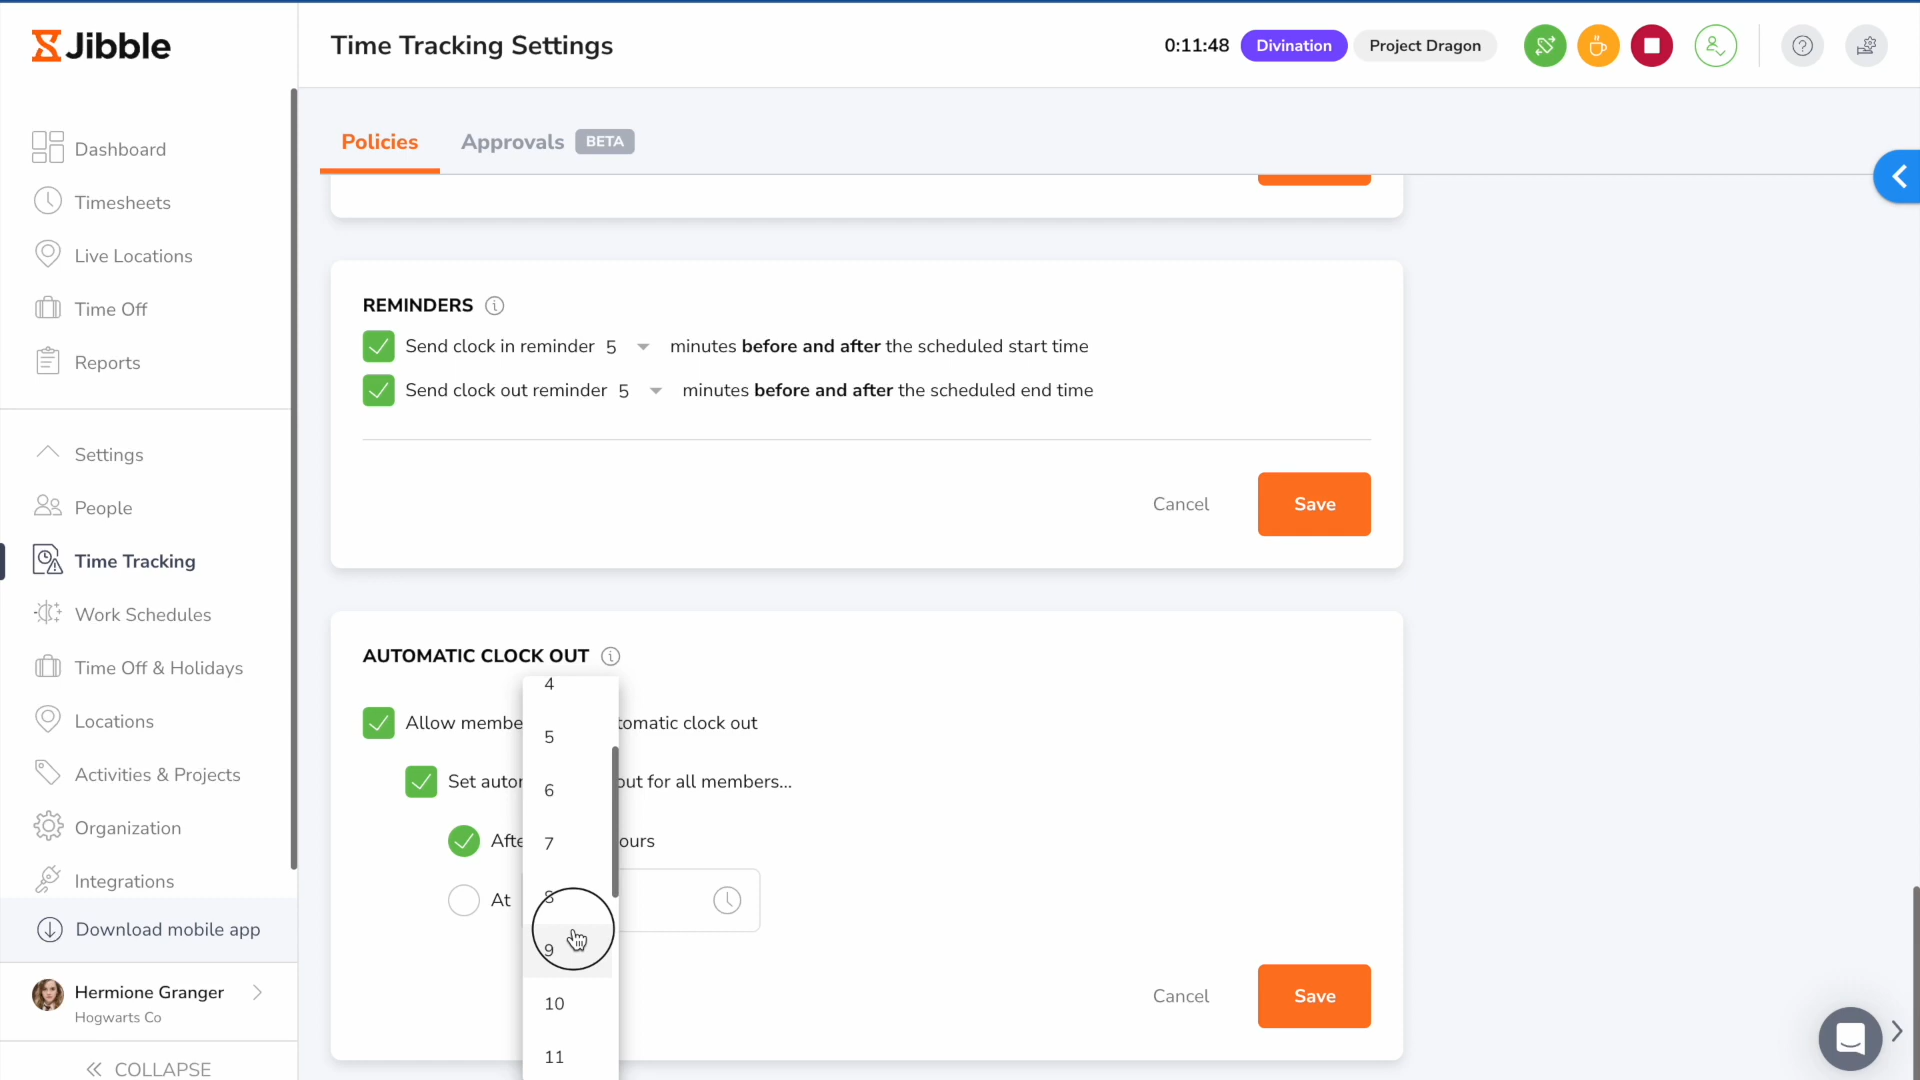 Jibble
Time Tracking Settings
0:11:48
Divination
Project Dragon
Dashboard
Timesheets
Live Locations
Time Off
Reports
Settings
People
Time Tracking
Work Schedules
Time Off & Holidays
Locations
Activities & Projects
Organization
Integrations
Download mobile app
Hermione Granger
Hogwarts Co
COLLAPSE
Policies
Approvals BETA
REMINDERS
Send clock in reminder 5 minutes before and after the scheduled start time
Send clock out reminder 5 minutes before and after the scheduled end time
Cancel Save
AUTOMATIC CLOCK OUT
Allow membe tomatic clock out
Set autor out for all members...
Afte ours
At
4
5
6
7
8
9
10
11
Cancel Save